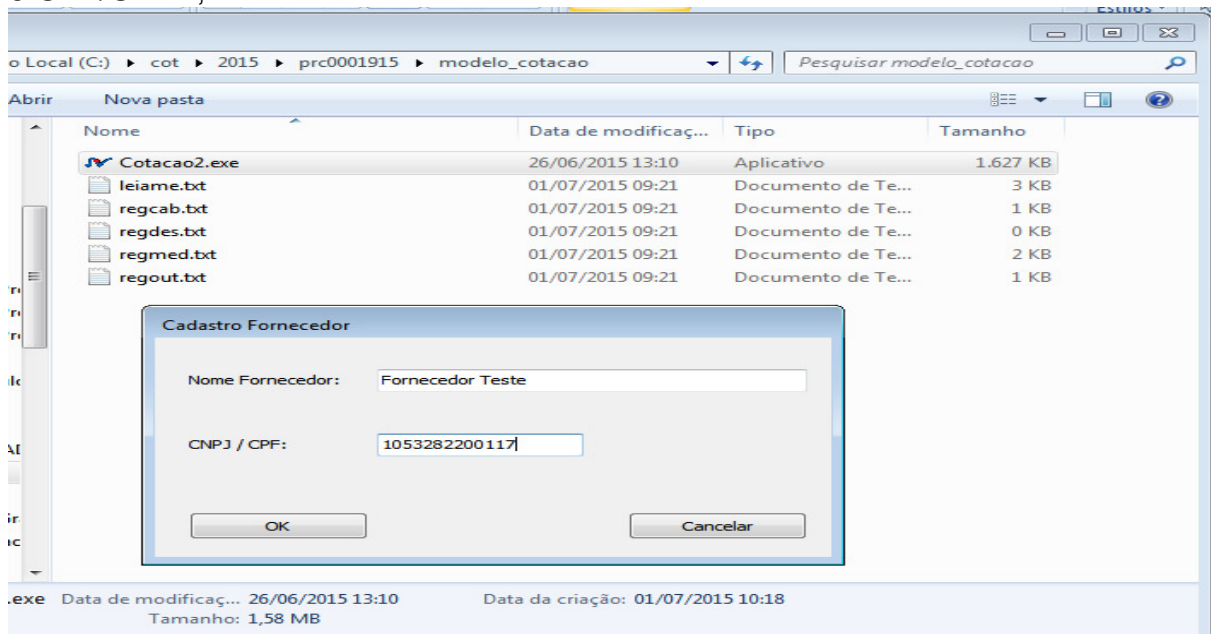 Estilos
o Local (C:) ▸ cot ▸ 2015 ▸ prc0001915 ▸ modelo_cotacao Pesquisar modelo_cotacao
Abrir Nova pasta
Nome Data de modificaç... Tipo Tamanho
Cotacao2.exe 26/06/2015 13:10 Aplicativo 1.627 KB
leiame.txt 01/07/2015 09:21 Documento de Te... 3 KB
regcab.txt 01/07/2015 09:21 Documento de Te... 1 KB
regdes.txt 01/07/2015 09:21 Documento de Te... 0 KB
regmed.txt 01/07/2015 09:21 Documento de Te... 2 KB
regout.txt 01/07/2015 09:21 Documento de Te... 1 KB
Cadastro Fornecedor
Nome Fornecedor: Fornecedor Teste
CNPJ / CPF: 1053282200117
OK Cancelar
.exe Data de modificaç... 26/06/2015 13:10 Data da criação: 01/07/2015 10:18
Tamanho: 1,58 MB